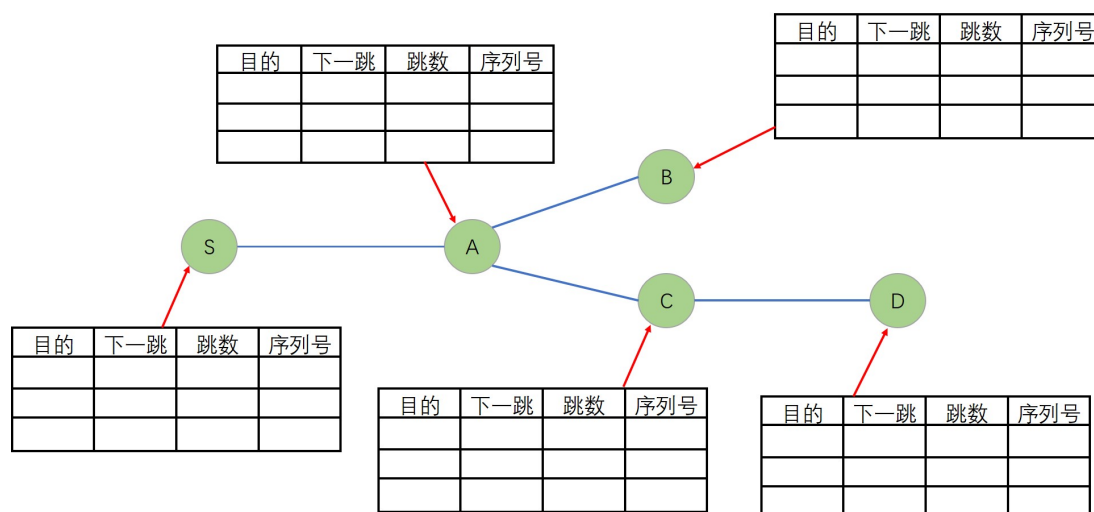 目的 下一跳 跳数 序列号
目的 下一跳 跳数 序列号
B
S
A
C
D
目的 下一跳 跳数 序列号
目的 下一跳 跳数 序列号
目的 下一跳 跳数 序列号